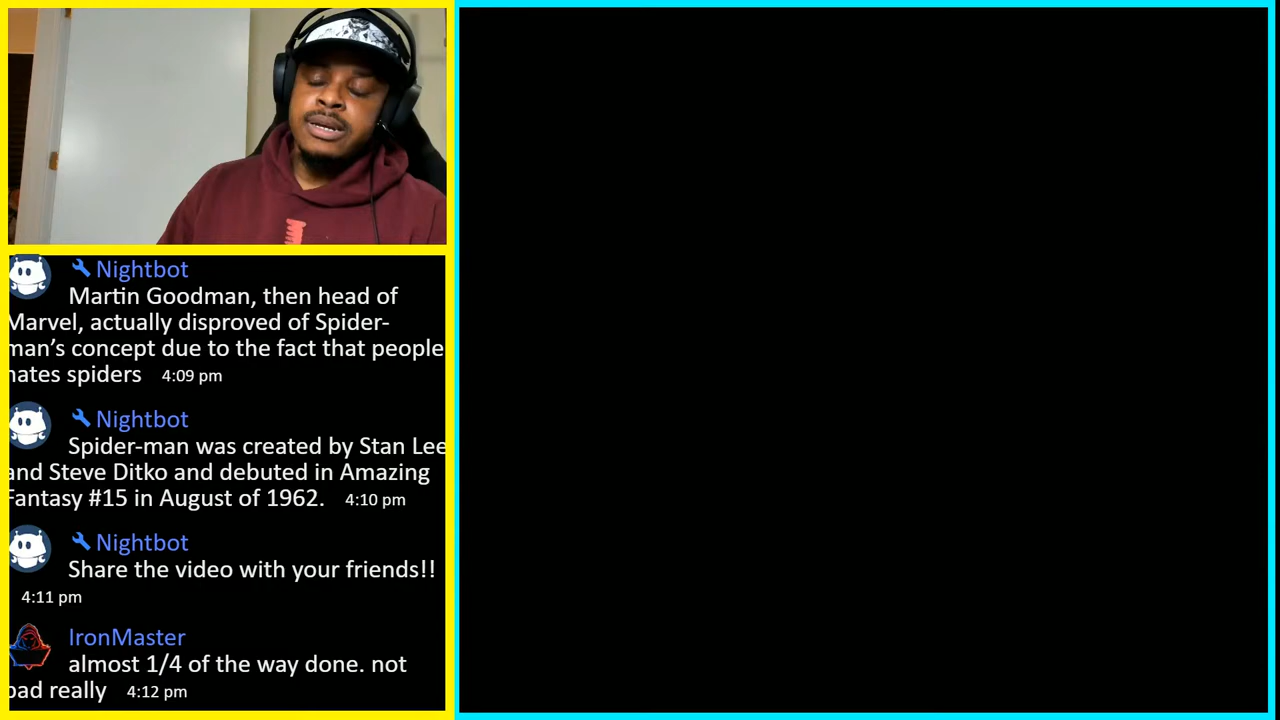 Nightbot
Martin Goodman, then head of
Marvel, actually disproved of Spider-
man's concept due to the fact that people
hates spiders 4:09 pm
Nightbot
Spider-man was created by Stan Lee
and Steve Ditko and debuted in Amazing
Fantasy #15 in August of 1962. 4:10 pm
Nightbot
Share the video with your friends!!
4:11 pm
IronMaster
almost 1/4 of the way done. not
bad really 4:12 pm